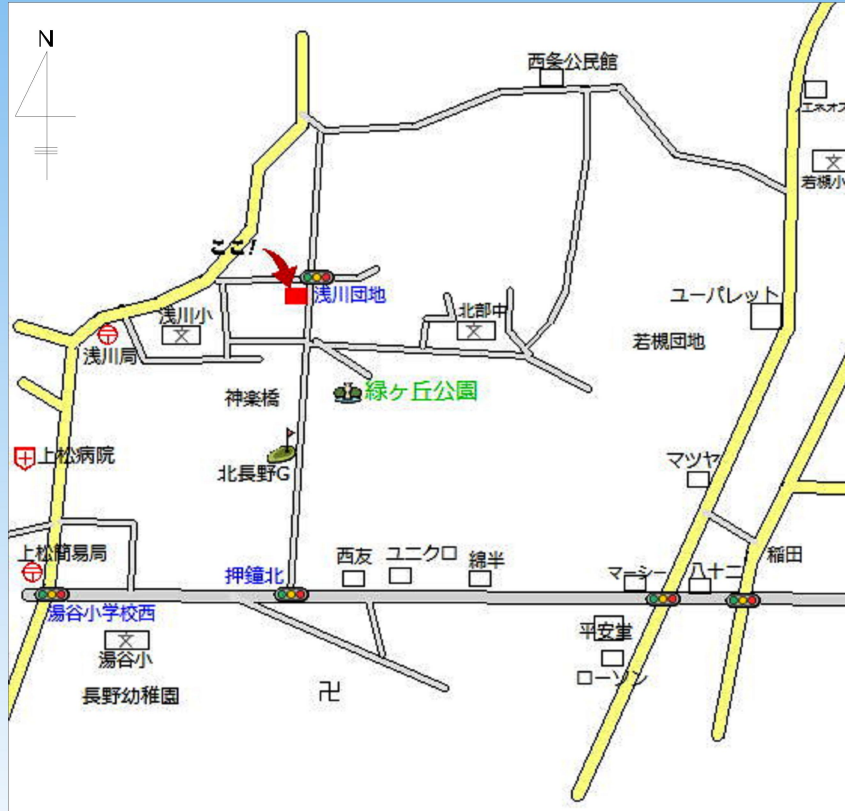 N
西条公民館
エネオス
若槻小
ここ!
浅川団地
ユーパレット
浅川小
北部中
若槻団地
浅川局
緑ヶ丘公園
神楽橋
上松病院
北長野G
マツヤ
上松簡易局
押鐘北
西友
ユニクロ
綿半
マーシー
八十二
稲田
湯谷小学校西
平安堂
湯谷小
ローソン
長野幼稚園
卍